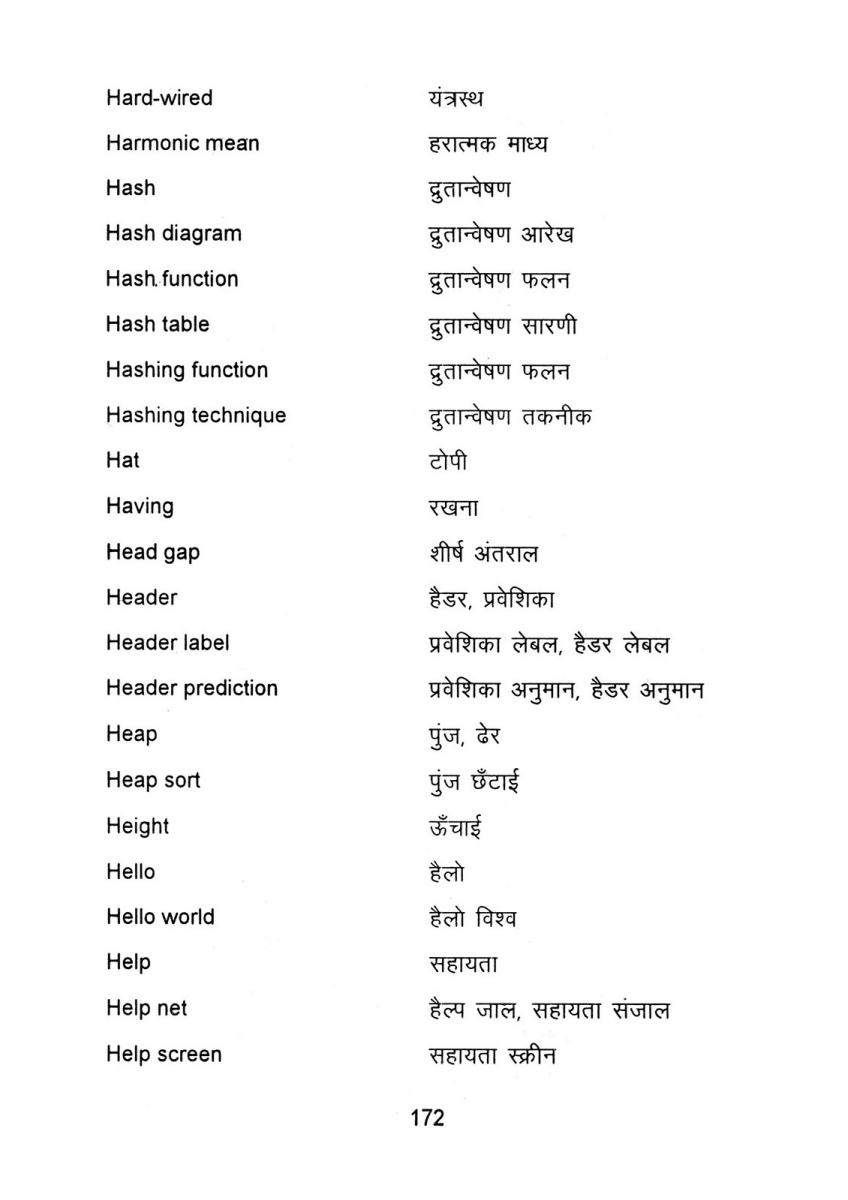 Hard-wired यंत्रस्थ
Harmonic mean हरात्मक माध्य
Hash द्रुतान्वेषण
Hash diagram द्रुतान्वेषण आरेख
Hash function द्रुतान्वेषण फलन
Hash table द्रुतान्वेषण सारणी
Hashing function द्रुतान्वेषण फलन
Hashing technique द्रुतान्वेषण तकनीक
Hat टोपी
Having रखना
Head gap शीर्ष अंतराल
Header हैडर, प्रवेशिका
Header label प्रवेशिका लेबल, हैडर लेबल
Header prediction प्रवेशिका अनुमान, हैडर अनुमान
Heap पुंज, ढेर
Heap sort पुंज छँटाई
Height ऊँचाई
Hello हैलो
Hello world हैलो विश्व
Help सहायता
Help net हैल्प जाल, सहायता संजाल
Help screen सहायता स्क्रीन
172